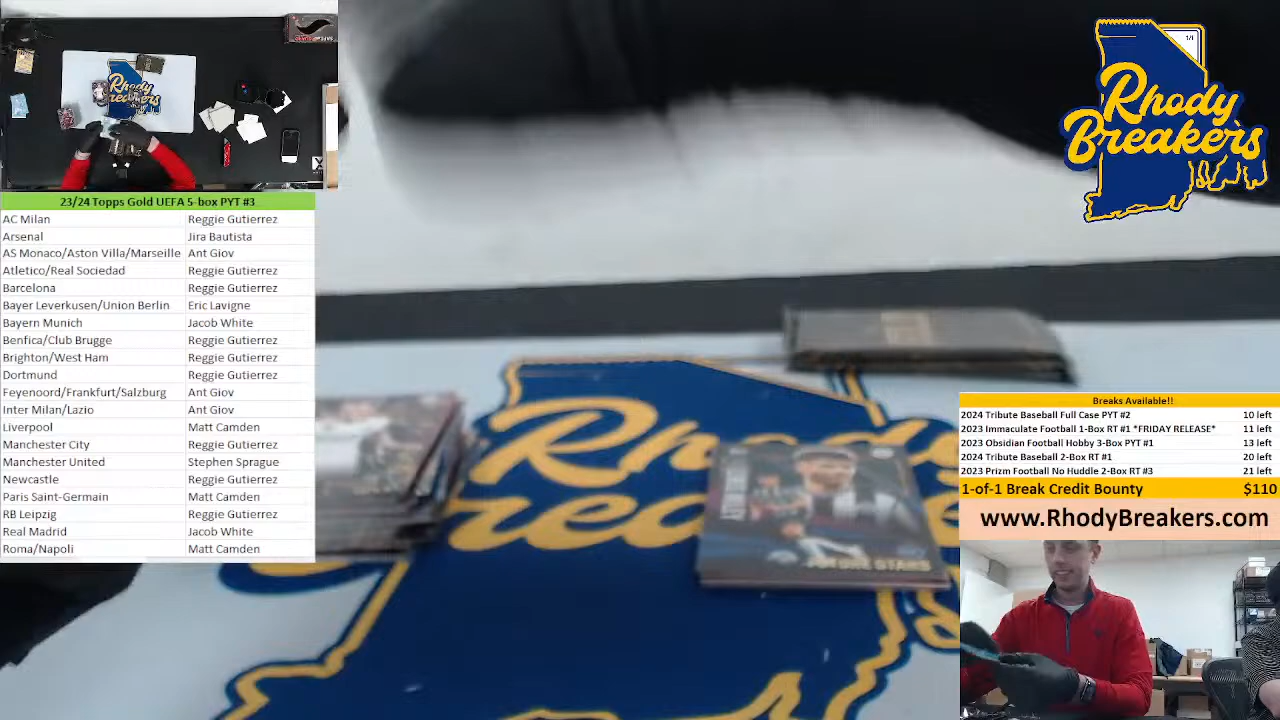 23/24 Topps Gold UEFA 5-box PYT #3
AC Milan Reggie Gutierrez
Arsenal Jira Bautista
AS Monaco/Aston Villa/Marseille Ant Giov
Atletico/Real Sociedad Reggie Gutierrez
Barcelona Reggie Gutierrez
Bayer Leverkusen/Union Berlin Eric Lavigne
Bayern Munich Jacob White
Benfica/Club Brugge Reggie Gutierrez
Brighton/West Ham Reggie Gutierrez
Dortmund Reggie Gutierrez
Feyenoord/Frankfurt/Salzburg Ant Giov
Inter Milan/Lazio Ant Giov
Liverpool Matt Camden
Manchester City Reggie Gutierrez
Manchester United Stephen Sprague
Newcastle Reggie Gutierrez
Paris Saint-Germain Matt Camden
RB Leipzig Reggie Gutierrez
Real Madrid Jacob White
Roma/Napoli Matt Camden
1/1
Rhody
Breakers
Rhody
Breakers
FUTURE STARS
Breaks Available!!
2024 Tribute Baseball Full Case PYT #2 10 left
2023 Immaculate Football 1-Box RT #1 *FRIDAY RELEASE* 11 left
2023 Obsidian Football Hobby 3-Box PYT #1 13 left
2024 Tribute Baseball 2-Box RT #1 20 left
2023 Prizm Football No Huddle 2-Box RT #3 21 left
1-of-1 Break Credit Bounty $110
www.RhodyBreakers.com